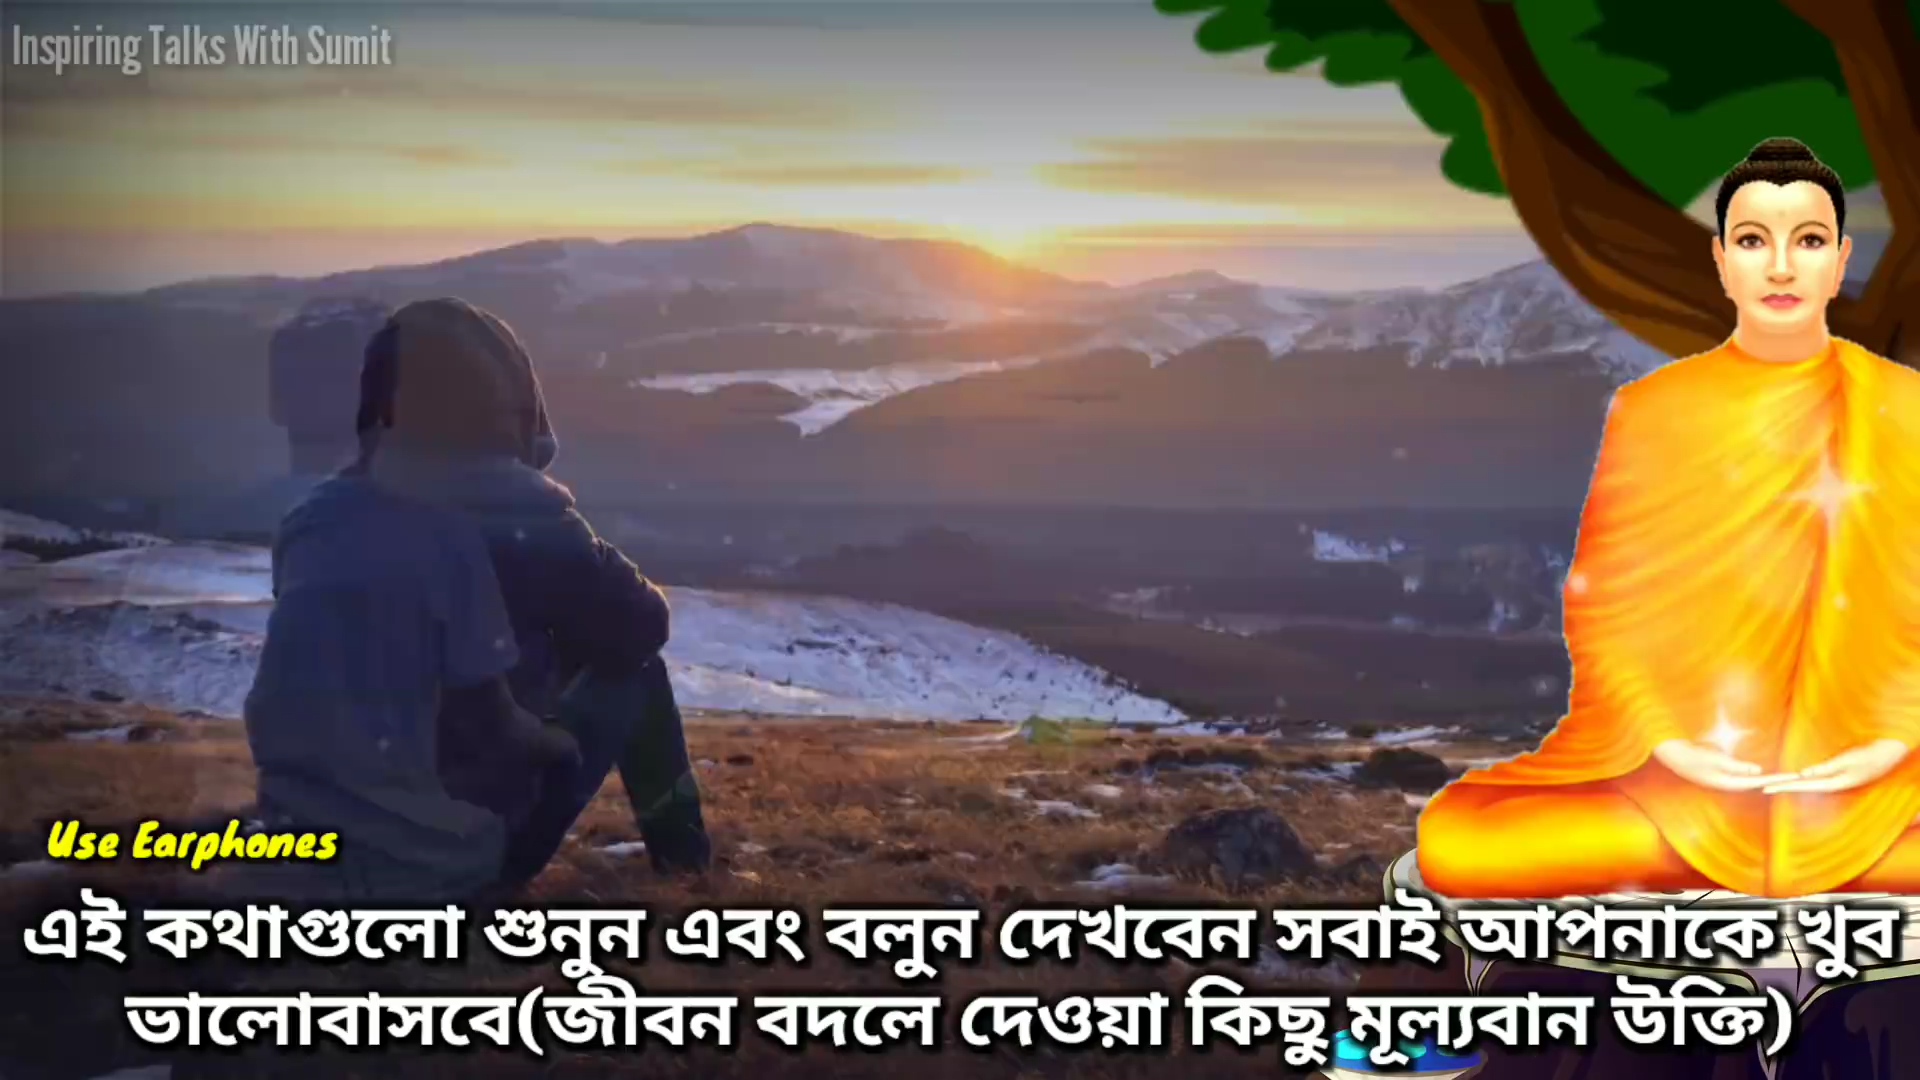 Inspiring Talks With Sumit
Use Earphones
এই কথাগুলো শুনুন এবং বলুন দেখবেন সবাই আপনাকে খুব
ভালোবাসবে(জীবন বদলে দেওয়া কিছু মূল্যবান উক্তি)